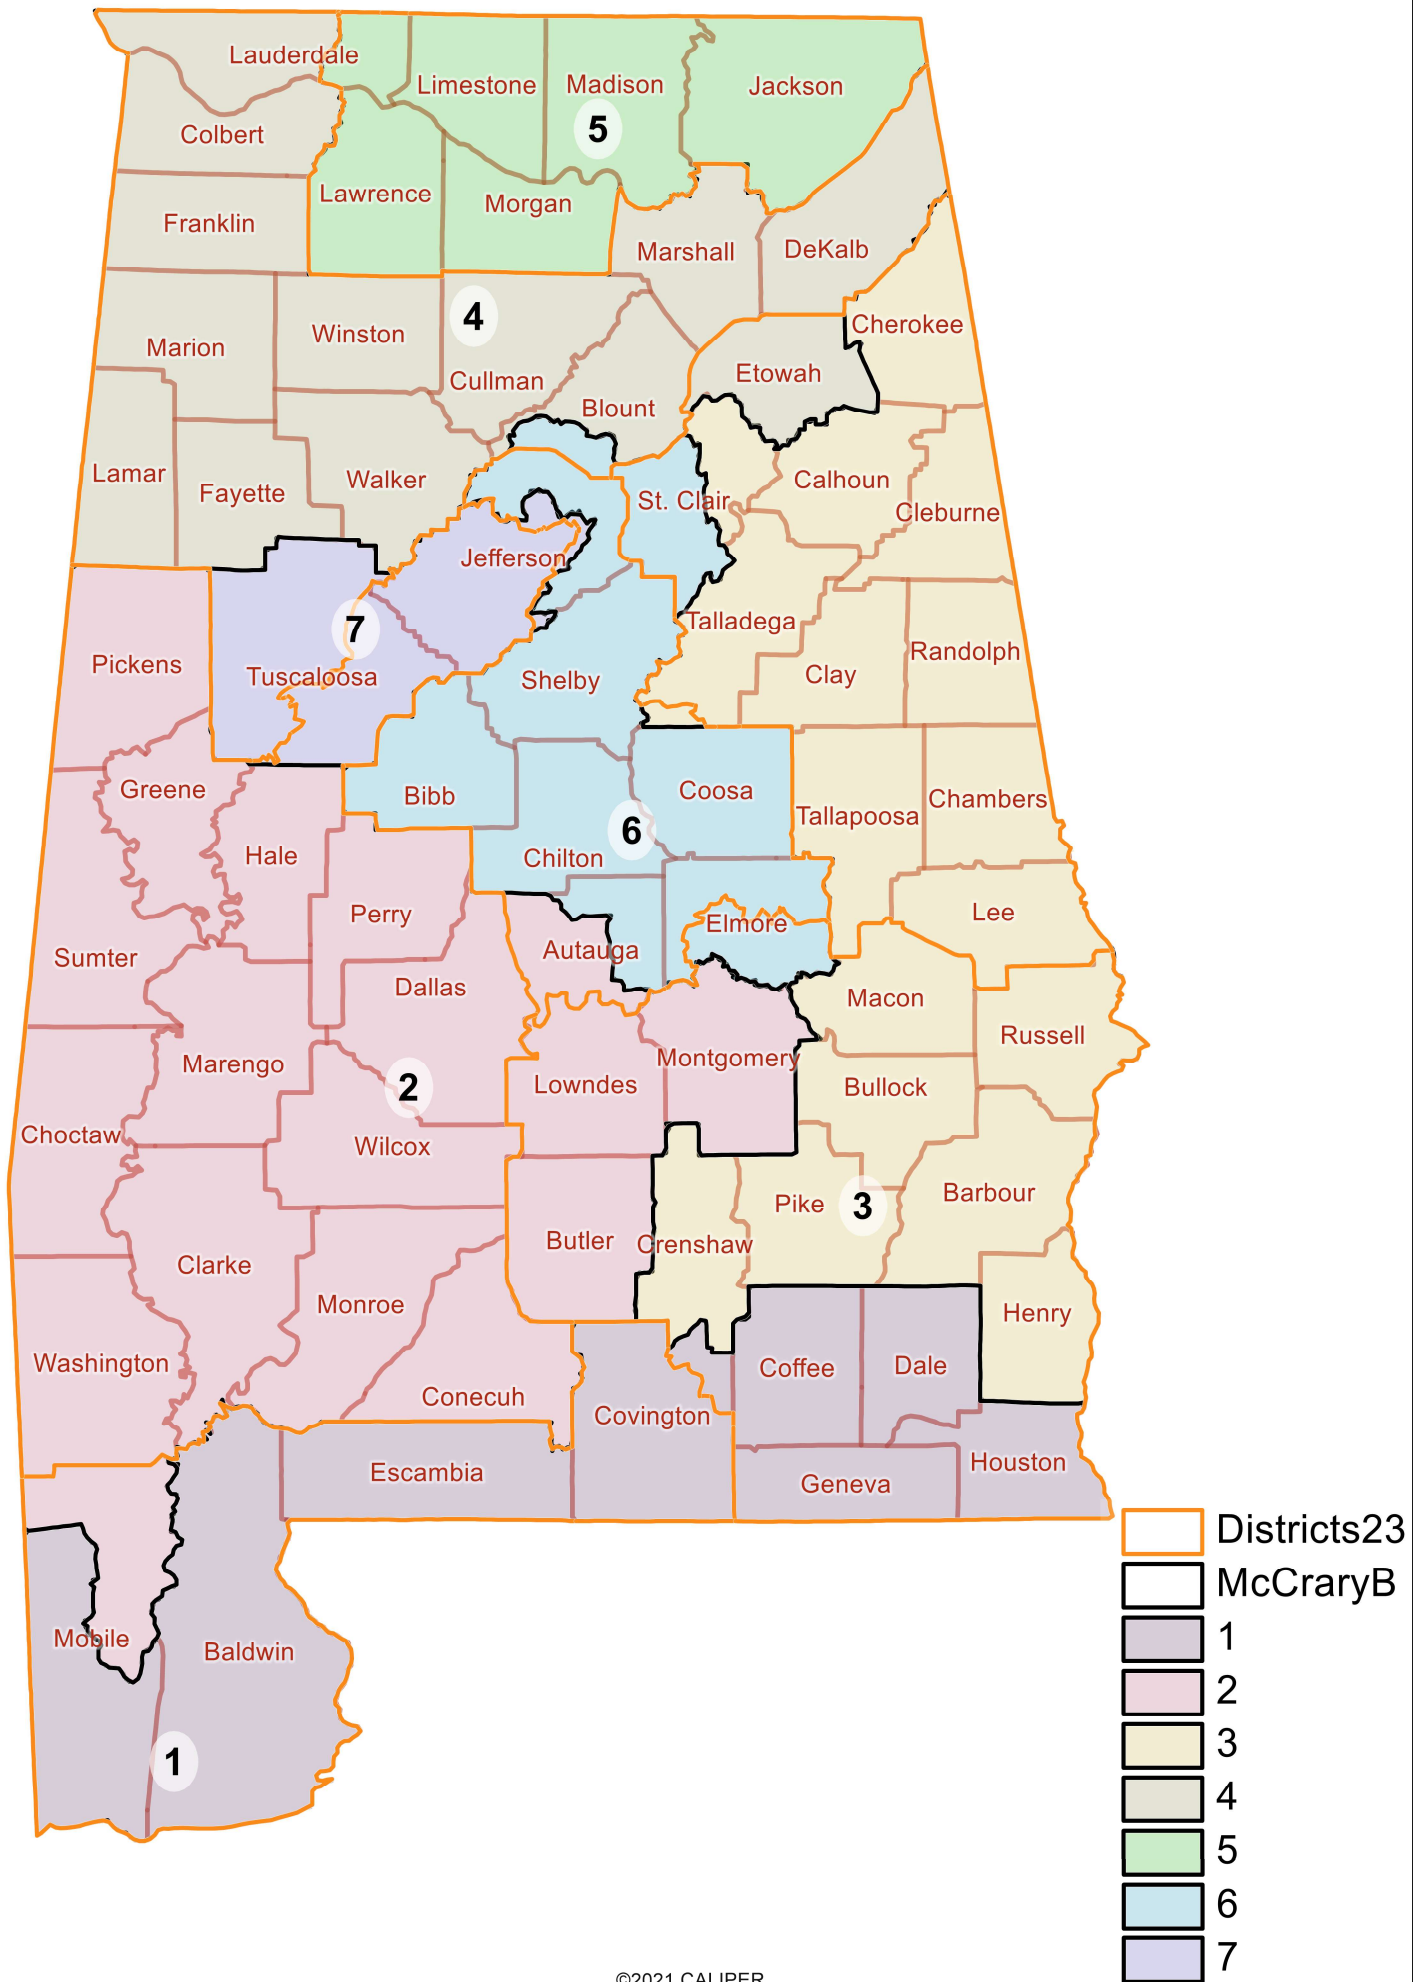 Lauderdale
Limestone
Madison
Jackson
5
Colbert
Lawrence
Morgan
Franklin
Marshall
DeKalb
4
Cherokee
Winston
Marion
Etowah
Cullman
Blount
Lamar
Fayette
Walker
St. Clair
Calhoun
Cleburne
Jefferson
7
Talladega
Pickens
Tuscaloosa
Shelby
Clay
Randolph
Greene
Bibb
Coosa
Chambers
Tallapoosa
6
Hale
Chilton
Perry
Elmore
Lee
Sumter
Autauga
Dallas
Macon
Russell
Marengo
Montgomery
2
Lowndes
Bullock
Choctaw
Wilcox
Pike
3
Barbour
Butler
Crenshaw
Clarke
Monroe
Henry
Washington
Coffee
Dale
Conecuh
Covington
Escambia
Geneva
Houston
Mobile
Baldwin
1
Districts23
McCraryB
1
2
3
4
5
6
7
©2021 CALIPER